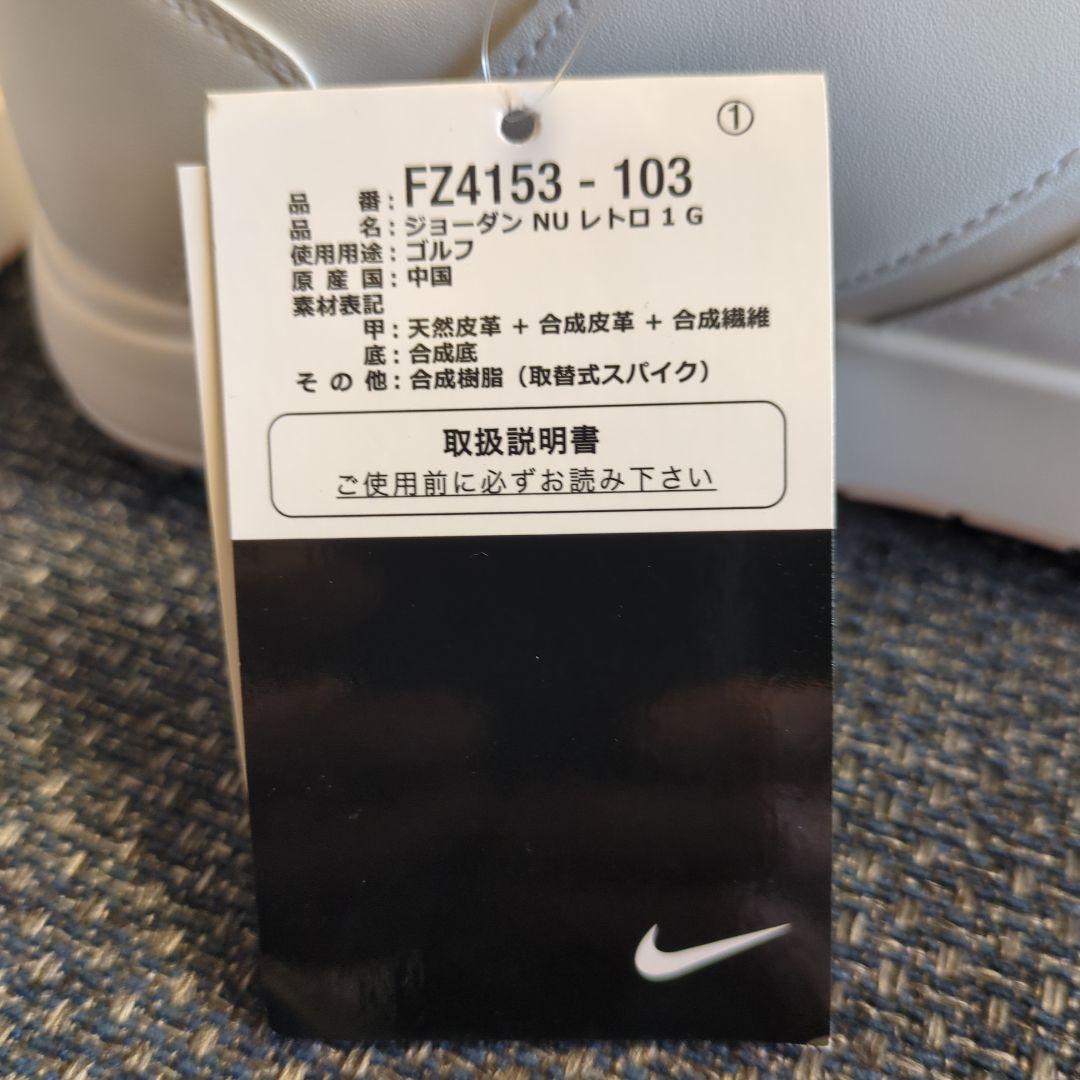 ①
品 番 : FZ4153 - 103
品 名 : ジョーダン NU レトロ 1 G
使用用途 : ゴルフ
原 産 国 : 中国
素材表記
甲 : 天然皮革 + 合成皮革 + 合成繊維
底 : 合成底
そ の 他 : 合成樹脂（取替式スパイク）
取扱説明書
ご使用前に必ずお読み下さい